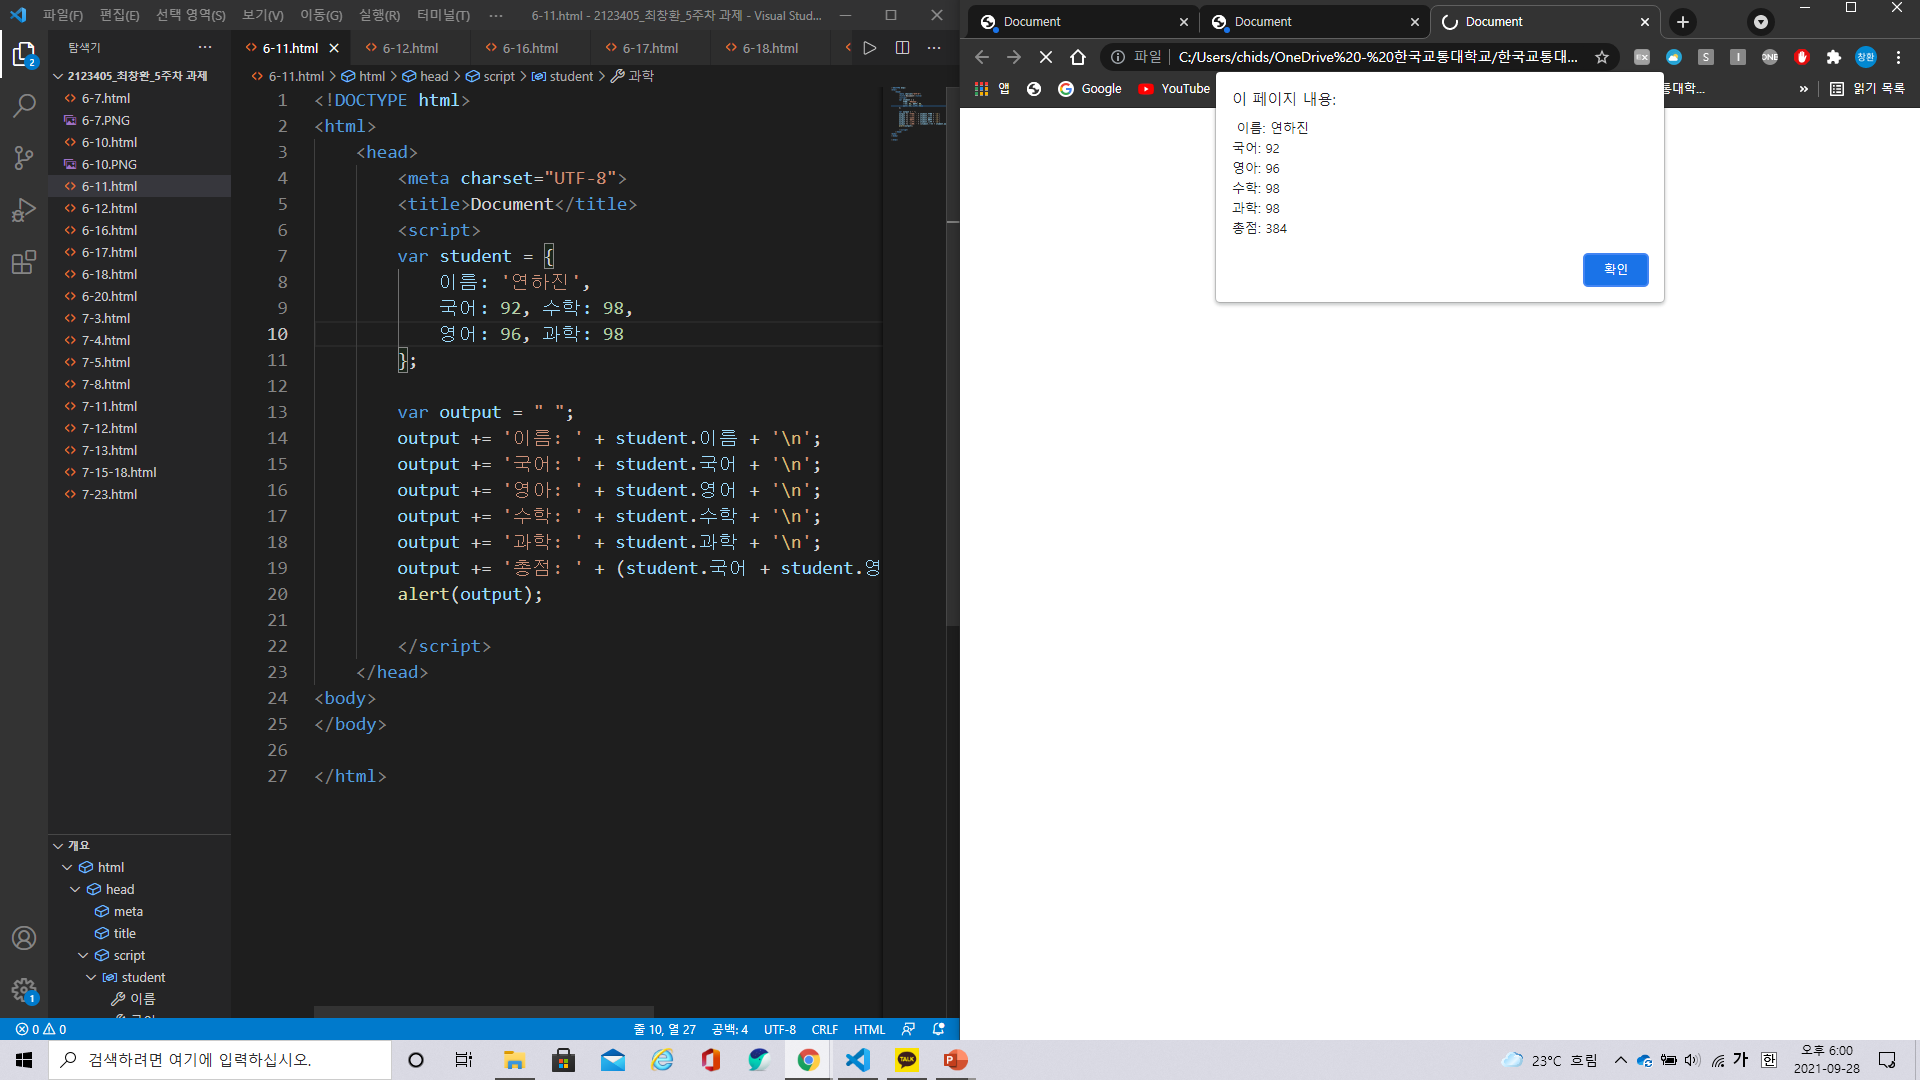 파일(F) 편집(E) 선택 영역(S) 보기(V) 이동(G) 실행(R) 터미널(T) ··· 6-11.html - 2123405_최창환_5주차 과제 - Visual Stud...
탐색기 ···
2
2123405_최창환_5주차 과제
6-7.html
6-7.PNG
6-10.html
6-10.PNG
6-11.html
6-12.html
6-16.html
6-17.html
6-18.html
6-20.html
7-3.html
7-4.html
7-5.html
7-8.html
7-11.html
7-12.html
7-13.html
7-15-18.html
7-23.html
개요
html
head
meta
title
script
student
이름
1
6-11.html 6-12.html 6-16.html 6-17.html 6-18.html ···
6-11.html > html > head > script > student > 과학
1 <!DOCTYPE html>
2 <html>
3 <head>
4 <meta charset="UTF-8">
5 <title>Document</title>
6 <script>
7 var student = {
8 이름: '연하진',
9 국어: 92, 수학: 98,
10 영어: 96, 과학: 98
11 };
12
13 var output = " ";
14 output += '이름: ' + student.이름 + '\n';
15 output += '국어: ' + student.국어 + '\n';
16 output += '영아: ' + student.영어 + '\n';
17 output += '수학: ' + student.수학 + '\n';
18 output += '과학: ' + student.과학 + '\n';
19 output += '총점: ' + (student.국어 + student.영
20 alert(output);
21
22 </script>
23 </head>
24 <body>
25 </body>
26
27 </html>
0 0 줄 10, 열 27 공백: 4 UTF-8 CRLF HTML
Document Document Document
파일 C:/Users/chids/OneDrive%20-%20한국교통대학교/한국교통대...
EX S I ONE 창환
앱 Google YouTube 통대학... » 읽기 목록
이 페이지 내용:
이름: 연하진
국어: 92
영아: 96
수학: 98
과학: 98
총점: 384
확인
검색하려면 여기에 입력하십시오.
TALK
23°C 흐림 가 한
오후 6:00
2021-09-28